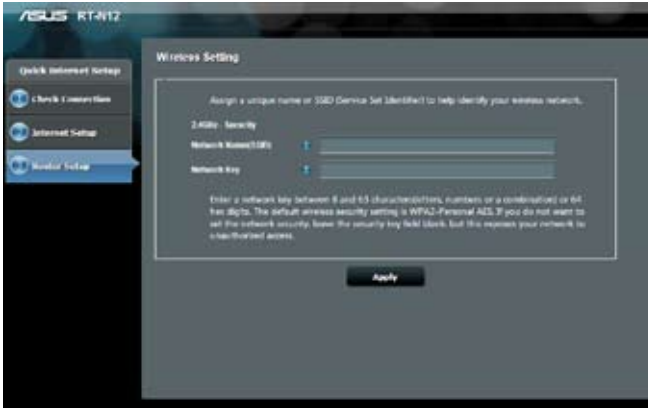 ASUS RT-N12
Quick Internet Setup
Check Connection
Internet Setup
Router Setup
Wireless Setting
Assign a unique name or SSID (Service Set Identifier) to help identify your wireless network.
2.4GHz - Security
Network Name(SSID)
Network Key
Enter a network key between 8 and 63 characters(letters, numbers or a combination) or 64
hex digits. The default wireless security setting is WPA2-Personal AES. If you do not want to
set the network security, leave the security key field blank, but this exposes your network to
unauthorized access.
Apply